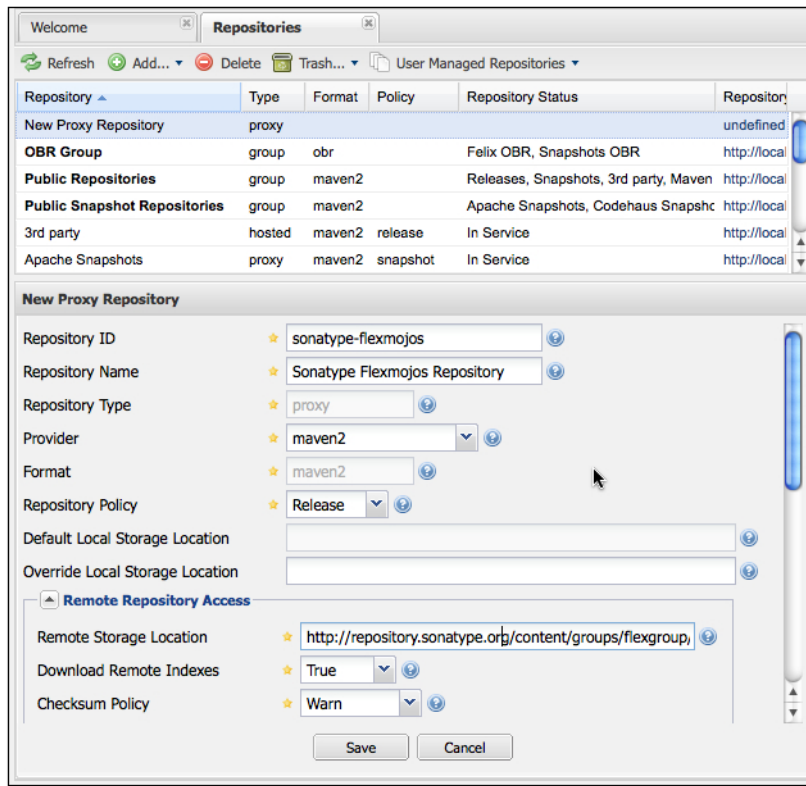 Welcome Repositories
Refresh Add... Delete Trash... User Managed Repositories
Repository Type Format Policy Repository Status Repository
New Proxy Repository proxy undefined
OBR Group group obr Felix OBR, Snapshots OBR http://local
Public Repositories group maven2 Releases, Snapshots, 3rd party, Maven http://local
Public Snapshot Repositories group maven2 Apache Snapshots, Codehaus Snapsho http://local
3rd party hosted maven2 release In Service http://local
Apache Snapshots proxy maven2 snapshot In Service http://local
New Proxy Repository
Repository ID sonatype-flexmojos
Repository Name Sonatype Flexmojos Repository
Repository Type proxy
Provider maven2
Format maven2
Repository Policy Release
Default Local Storage Location
Override Local Storage Location
Remote Repository Access
Remote Storage Location http://repository.sonatype.org/content/groups/flexgroup/
Download Remote Indexes True
Checksum Policy Warn
Save Cancel